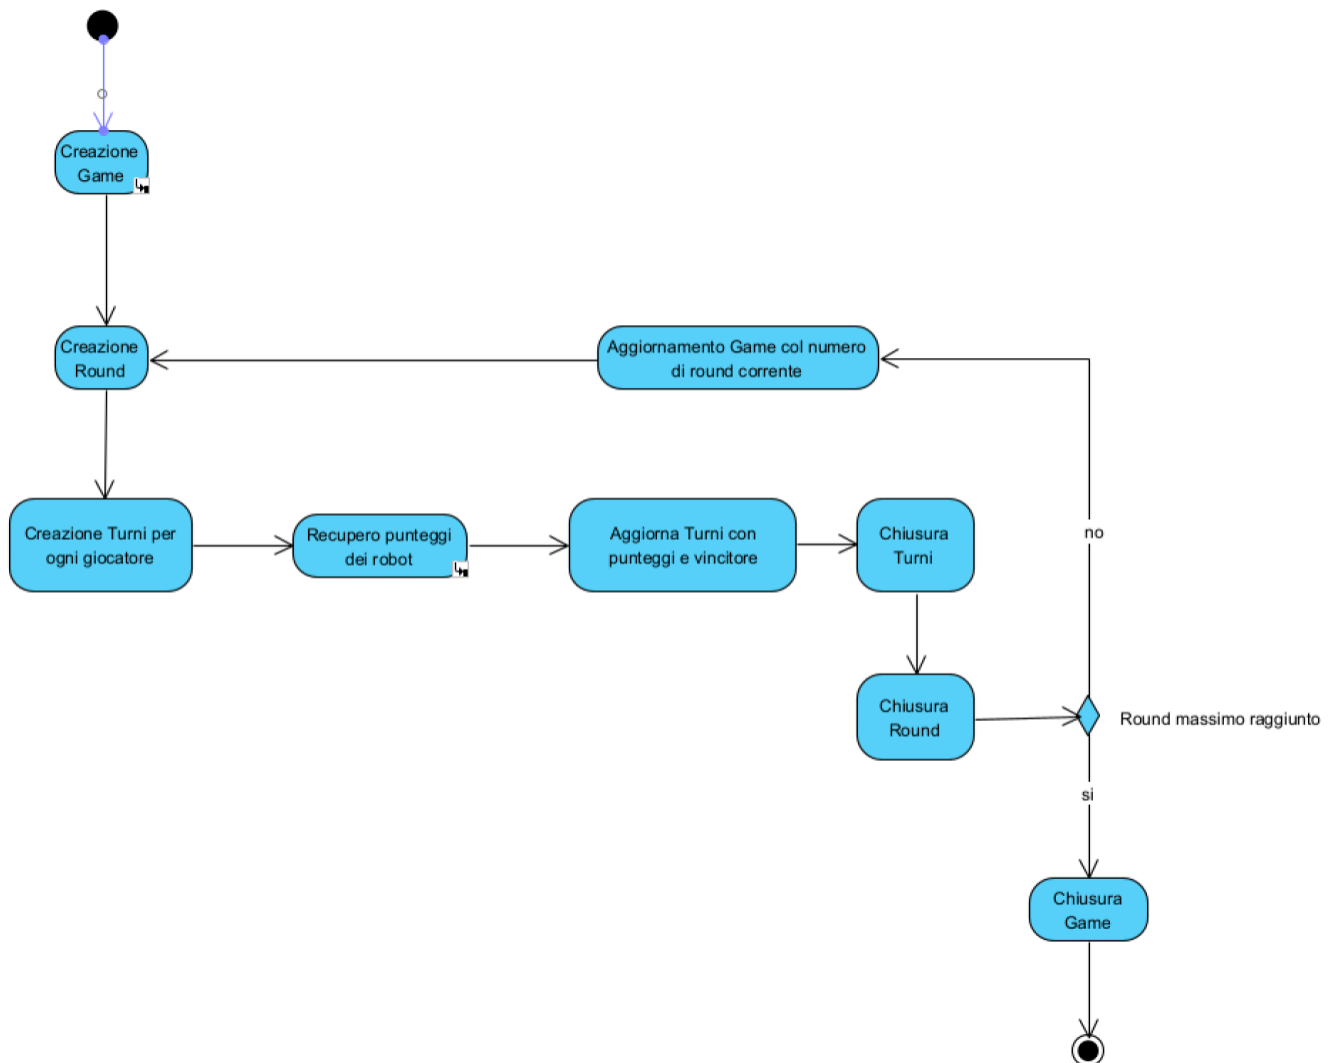 Creazione
Game
Creazione
Round
Aggiornamento Game col numero
di round corrente
Creazione Turni per
ogni giocatore
Recupero punteggi
dei robot
Aggiorna Turni con
punteggi e vincitore
Chiusura
Turni
no
Chiusura
Round
Round massimo raggiunto
si
Chiusura
Game